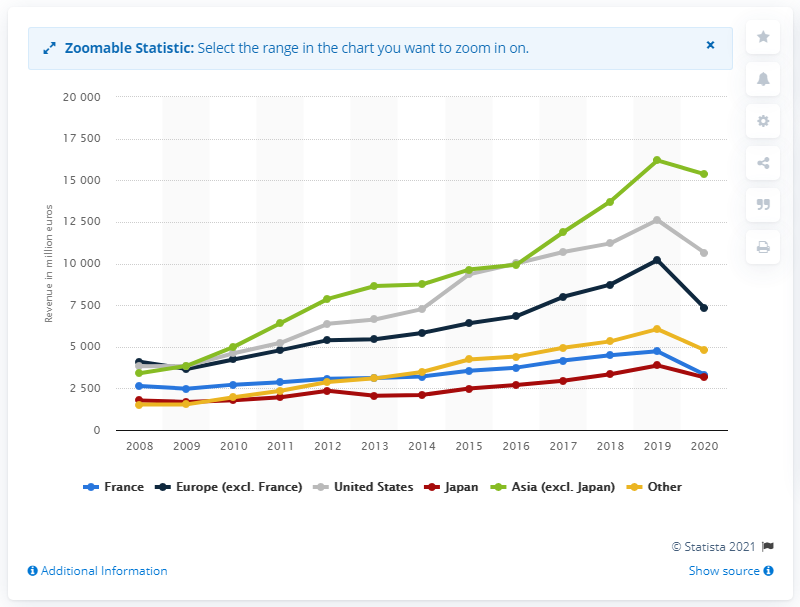 Zoomable Statistic: Select the range in the chart you want to zoom in on.
Revenue in million euros
20 000
17 500
15 000
12 500
10 000
7 500
5 000
2 500
0
2008 2009 2010 2011 2012 2013 2014 2015 2016 2017 2018 2019 2020
France Europe (excl. France) United States Japan Asia (excl. Japan) Other
© Statista 2021
Additional Information Show source